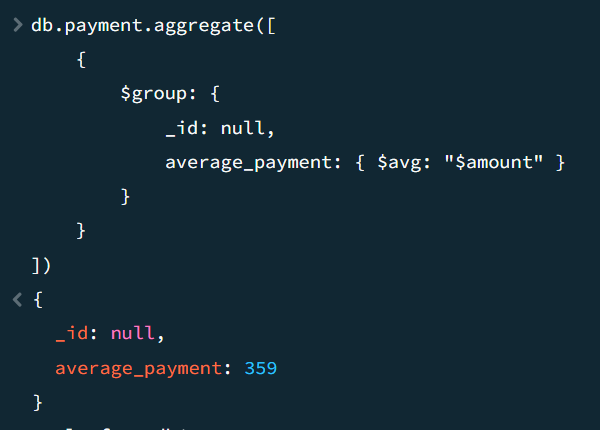 db.payment.aggregate([
{
$group: {
_id: null,
average_payment: { $avg: "$amount" }
}
}
])
{
_id: null,
average_payment: 359
}